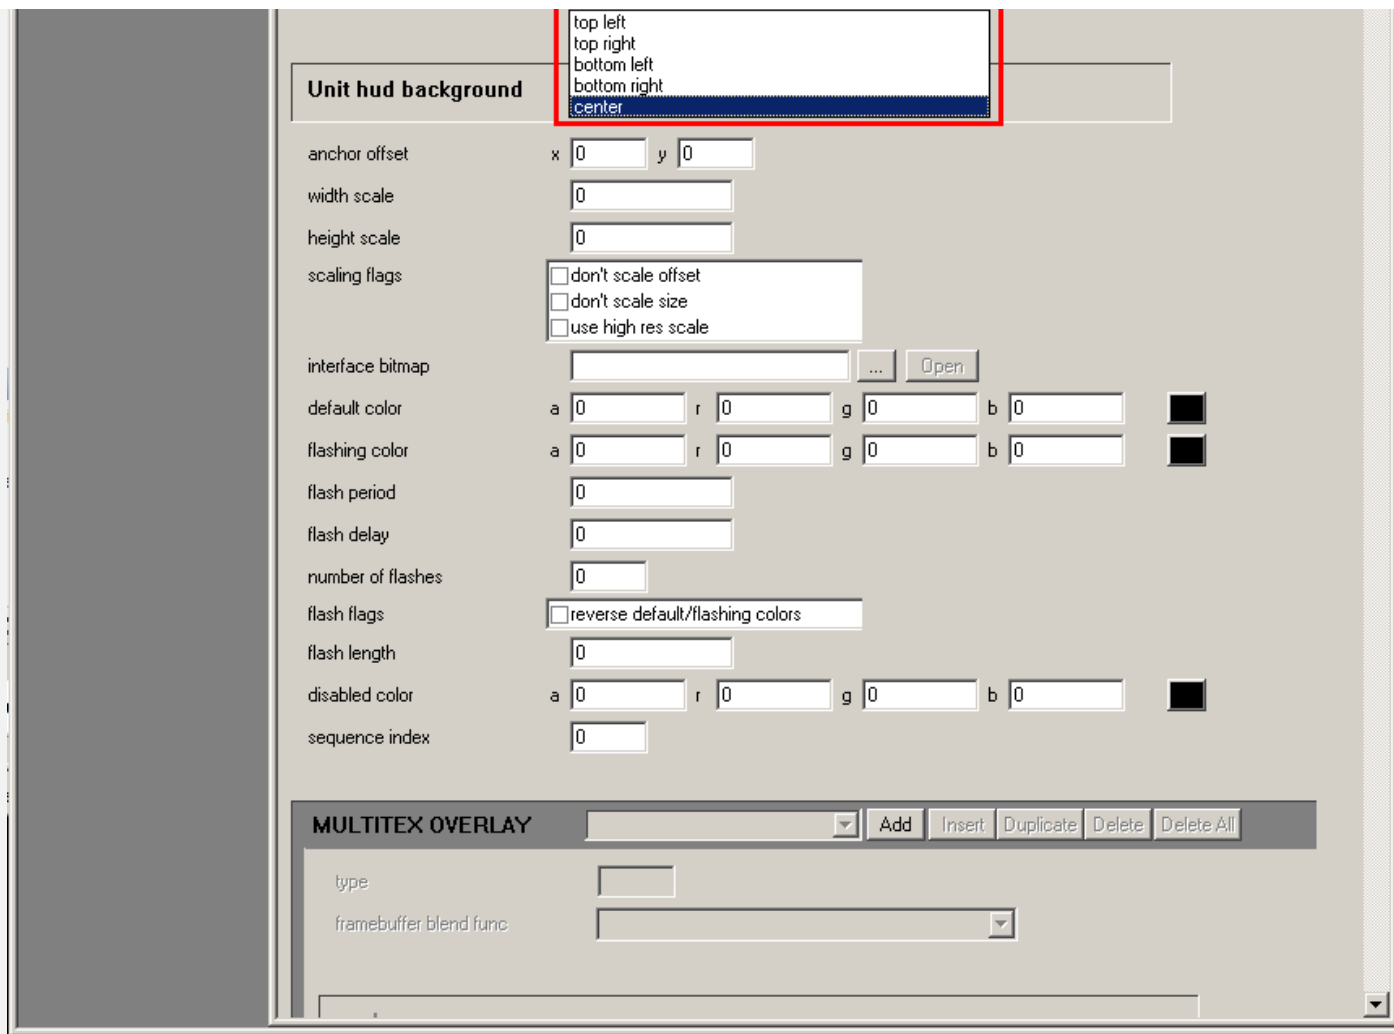 top left
top right
bottom left
bottom right
center
Unit hud background
anchor offset x 0 y 0
width scale 0
height scale 0
scaling flags don't scale offset
don't scale size
use high res scale
interface bitmap ... Open
default color a 0 r 0 g 0 b 0
flashing color a 0 r 0 g 0 b 0
flash period 0
flash delay 0
number of flashes 0
flash flags reverse default/flashing colors
flash length 0
disabled color a 0 r 0 g 0 b 0
sequence index 0
MULTITEX OVERLAY Add Insert Duplicate Delete Delete All
type
framebuffer blend func